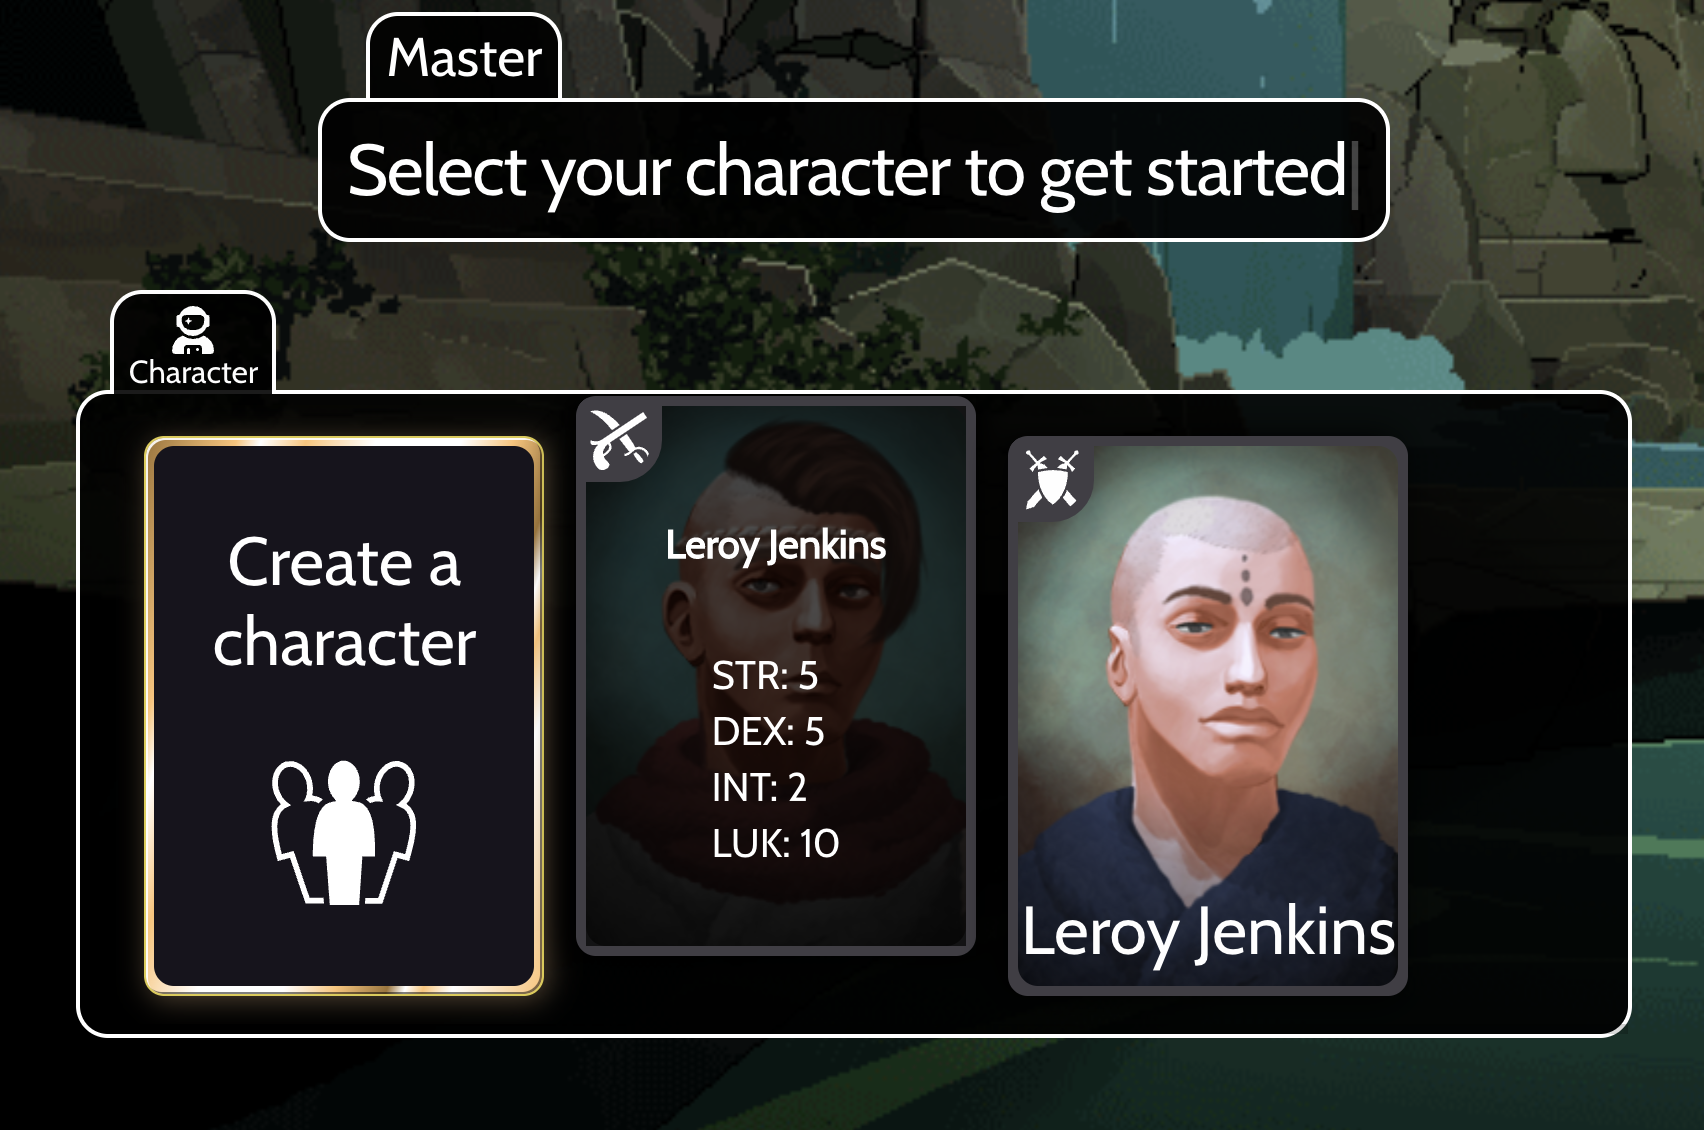 Master
Select your character to get started
Character
Create a
character
Leroy Jenkins
STR: 5
DEX: 5
INT: 2
LUK: 10
Leroy Jenkins